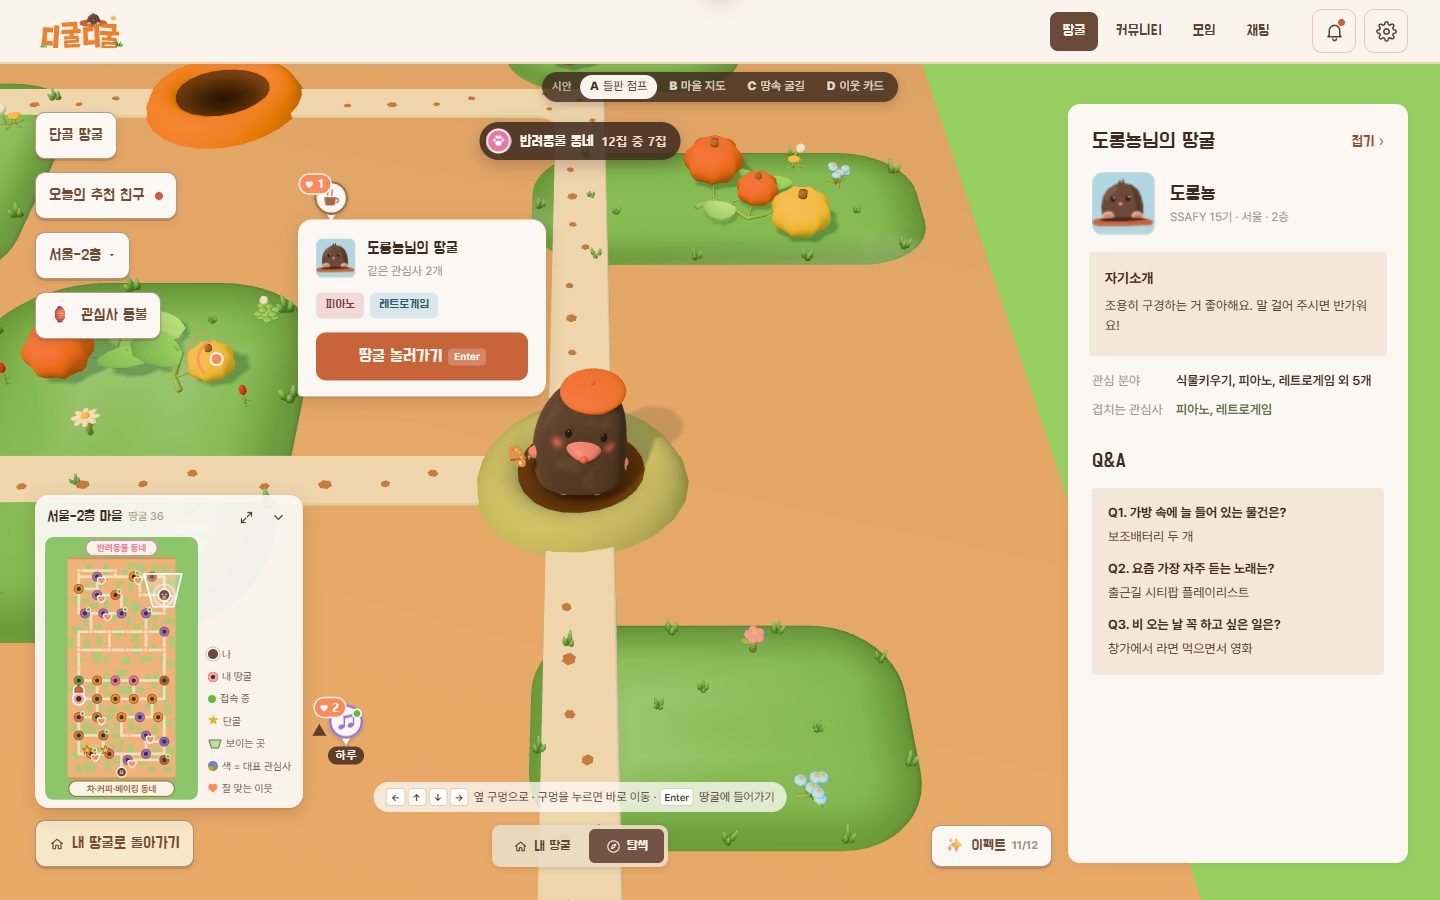 디굴디굴
땅굴
커뮤니티
모임
채팅
시안 A 들판 점프 B 마을 지도 C 땅속 굴길 D 이웃 카드
반려동물 동네 12집 중 7집
단골 땅굴
오늘의 추천 친구
서울-2층
관심사 등불
1
도롱뇽님의 땅굴
같은 관심사 2개
피아노 레트로게임
땅굴 놀러가기 Enter
도롱뇽님의 땅굴
접기 ›
도롱뇽
SSAFY 15기 · 서울 · 2층
자기소개
조용히 구경하는 거 좋아해요. 말 걸어 주시면 반가워
요!
관심 분야 식물키우기, 피아노, 레트로게임 외 5개
겹치는 관심사 피아노, 레트로게임
Q&A
Q1. 가방 속에 늘 들어 있는 물건은?
보조배터리 두 개
Q2. 요즘 가장 자주 듣는 노래는?
출근길 시티팝 플레이리스트
Q3. 비 오는 날 꼭 하고 싶은 일은?
창가에서 라면 먹으면서 영화
서울-2층 마을 땅굴 36
반려동물 동네
나
내 땅굴
접속 중
단골
보이는 곳
색 = 대표 관심사
잘 맞는 이웃
차·커피·베이킹 동네
2
하루
← ↑ ↓ → 옆 구멍으로 · 구멍을 누르면 바로 이동 · Enter 땅굴에 들어가기
내 땅굴로 돌아가기
내 땅굴
탐색
이펙트 11/12